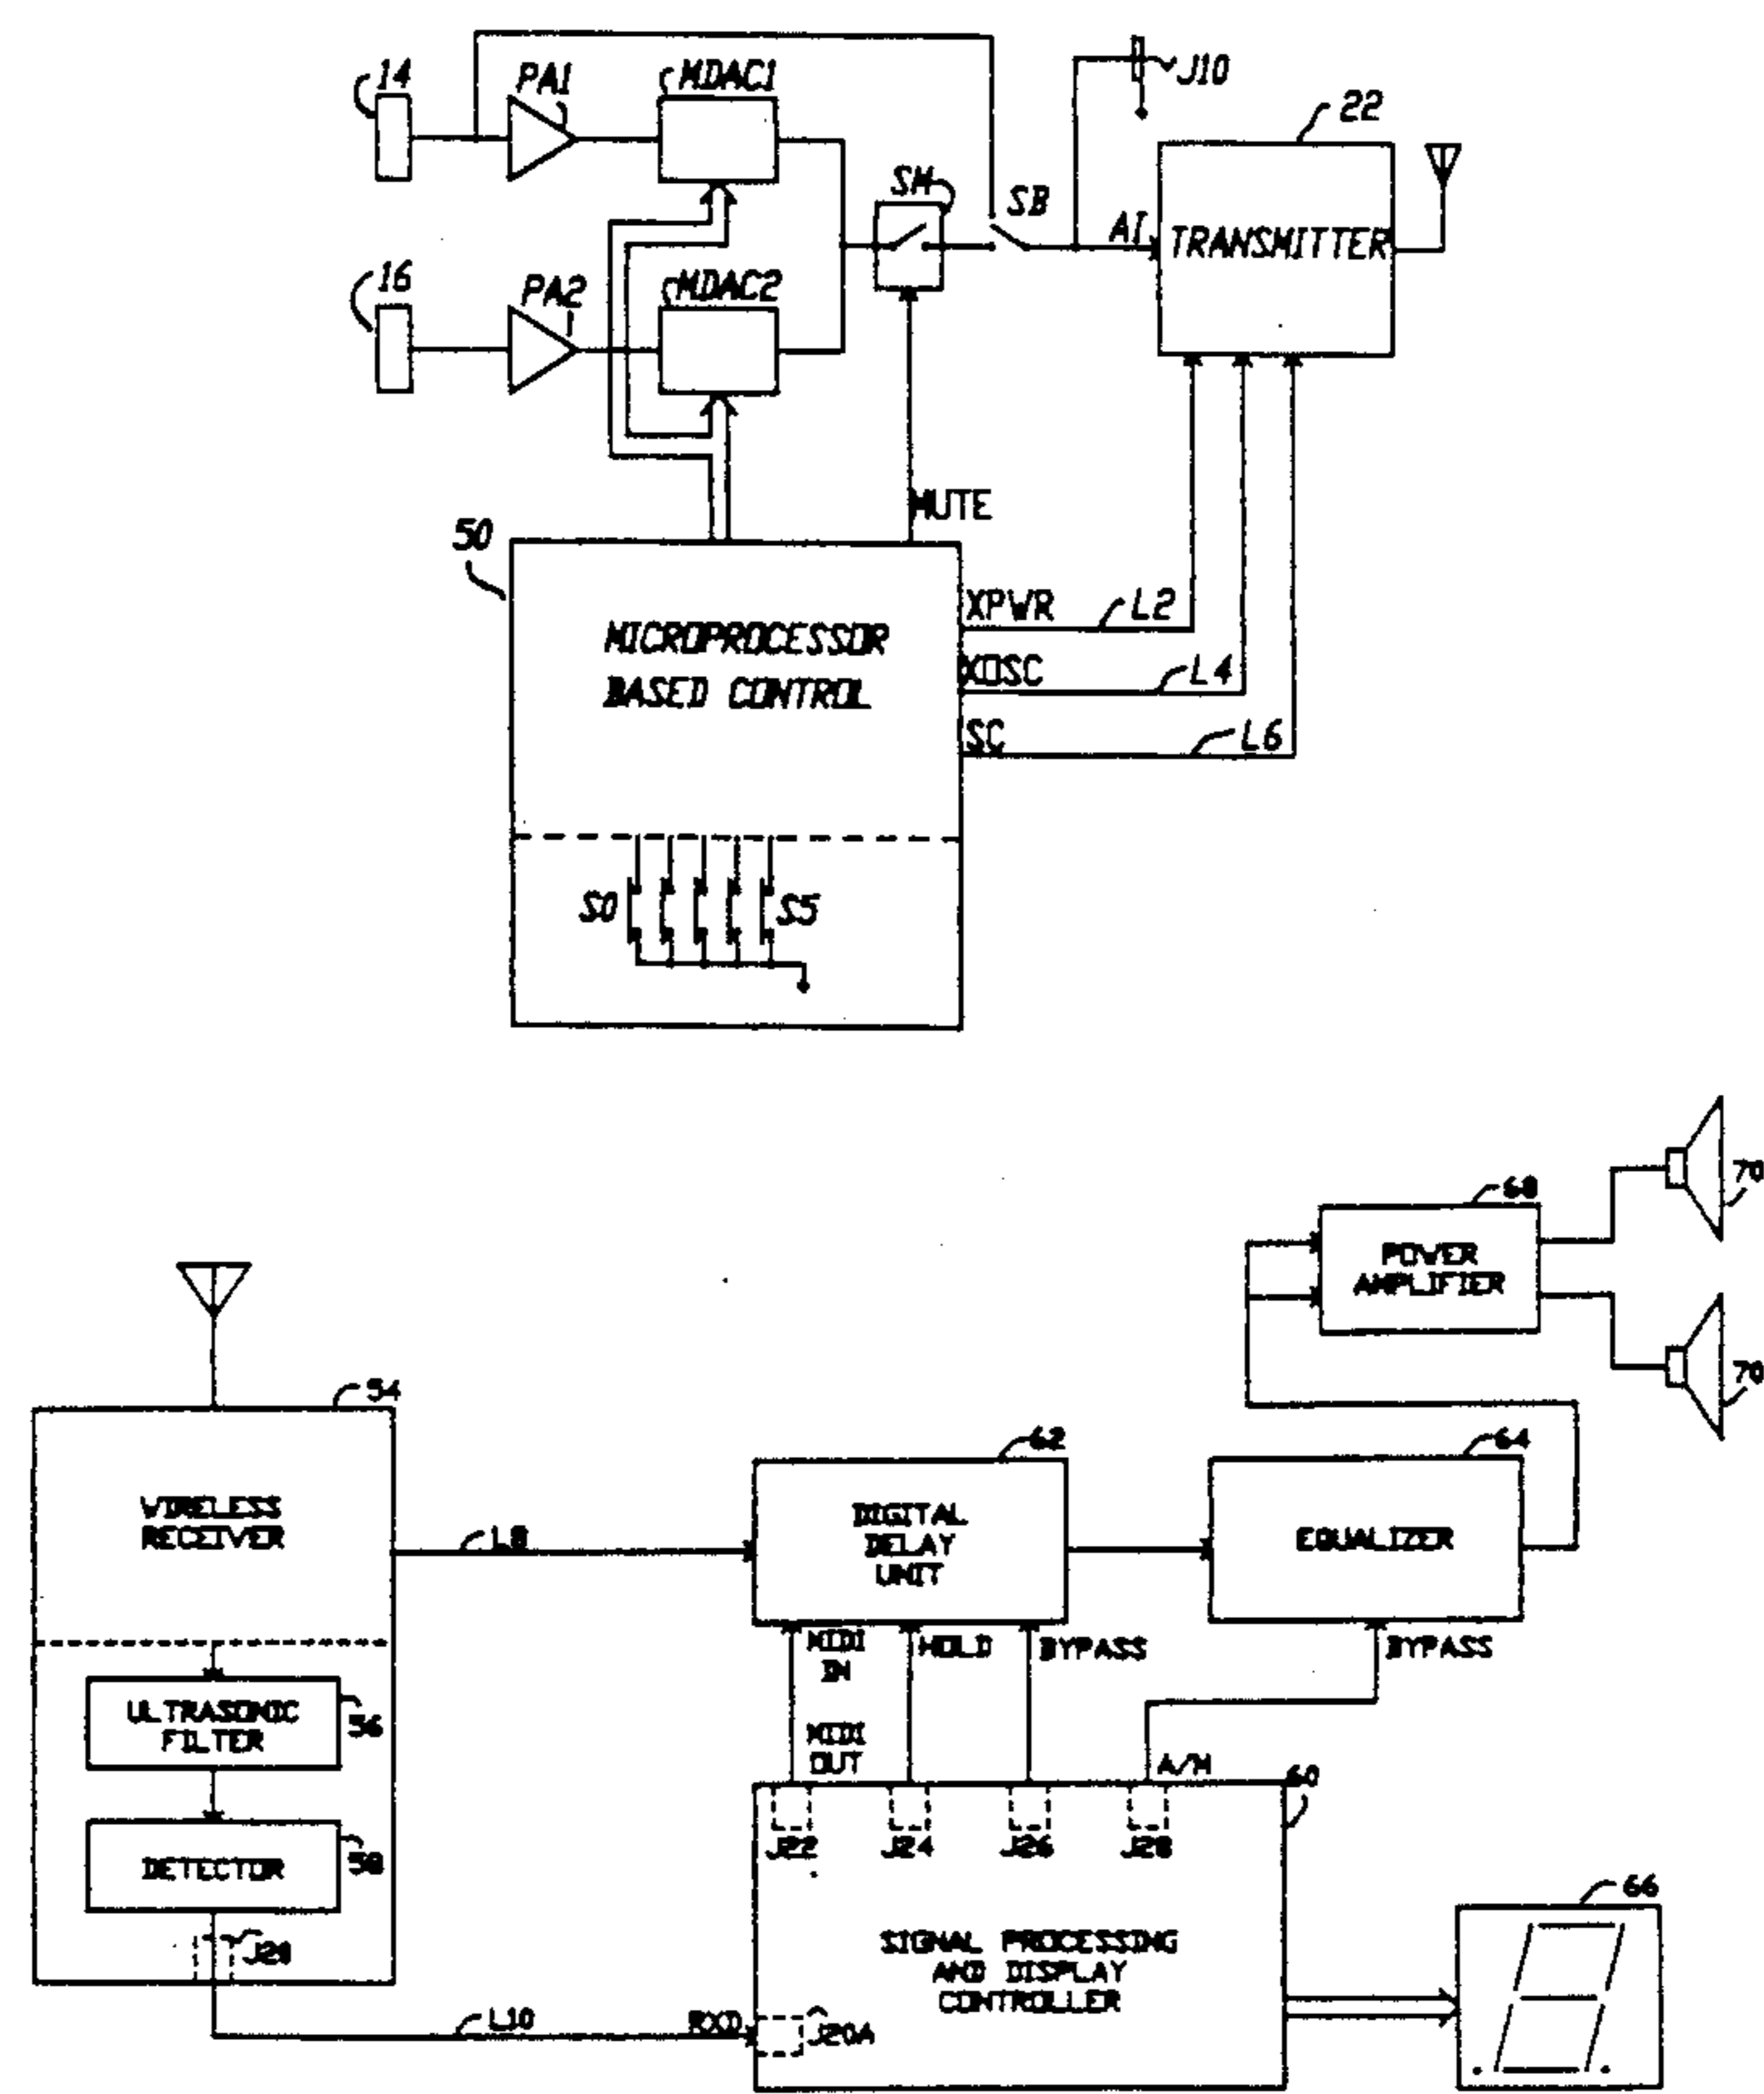 14
PA1
MDAC1
J10
22
SM
SB
AI
TRANSMITTER
16
PA2
MDAC2
MUTE
50
MICROPROCESSOR
BASED CONTROL
XPWR
L2
XOSC
L4
SC
L6
S0
S5
70
68
POWER
AMPLIFIER
70
54
62
64
WIRELESS
RECEIVER
L8
DIGITAL
DELAY
UNIT
EQUALIZER
MIDI
IN
HOLD
BYPASS
BYPASS
ULTRASONIC
FILTER
56
MIDI
OUT
A/M
60
J22
J24
J26
J28
DETECTOR
58
66
J20
SIGNAL PROCESSING
AND DISPLAY
CONTROLLER
L10
RXD
J20A